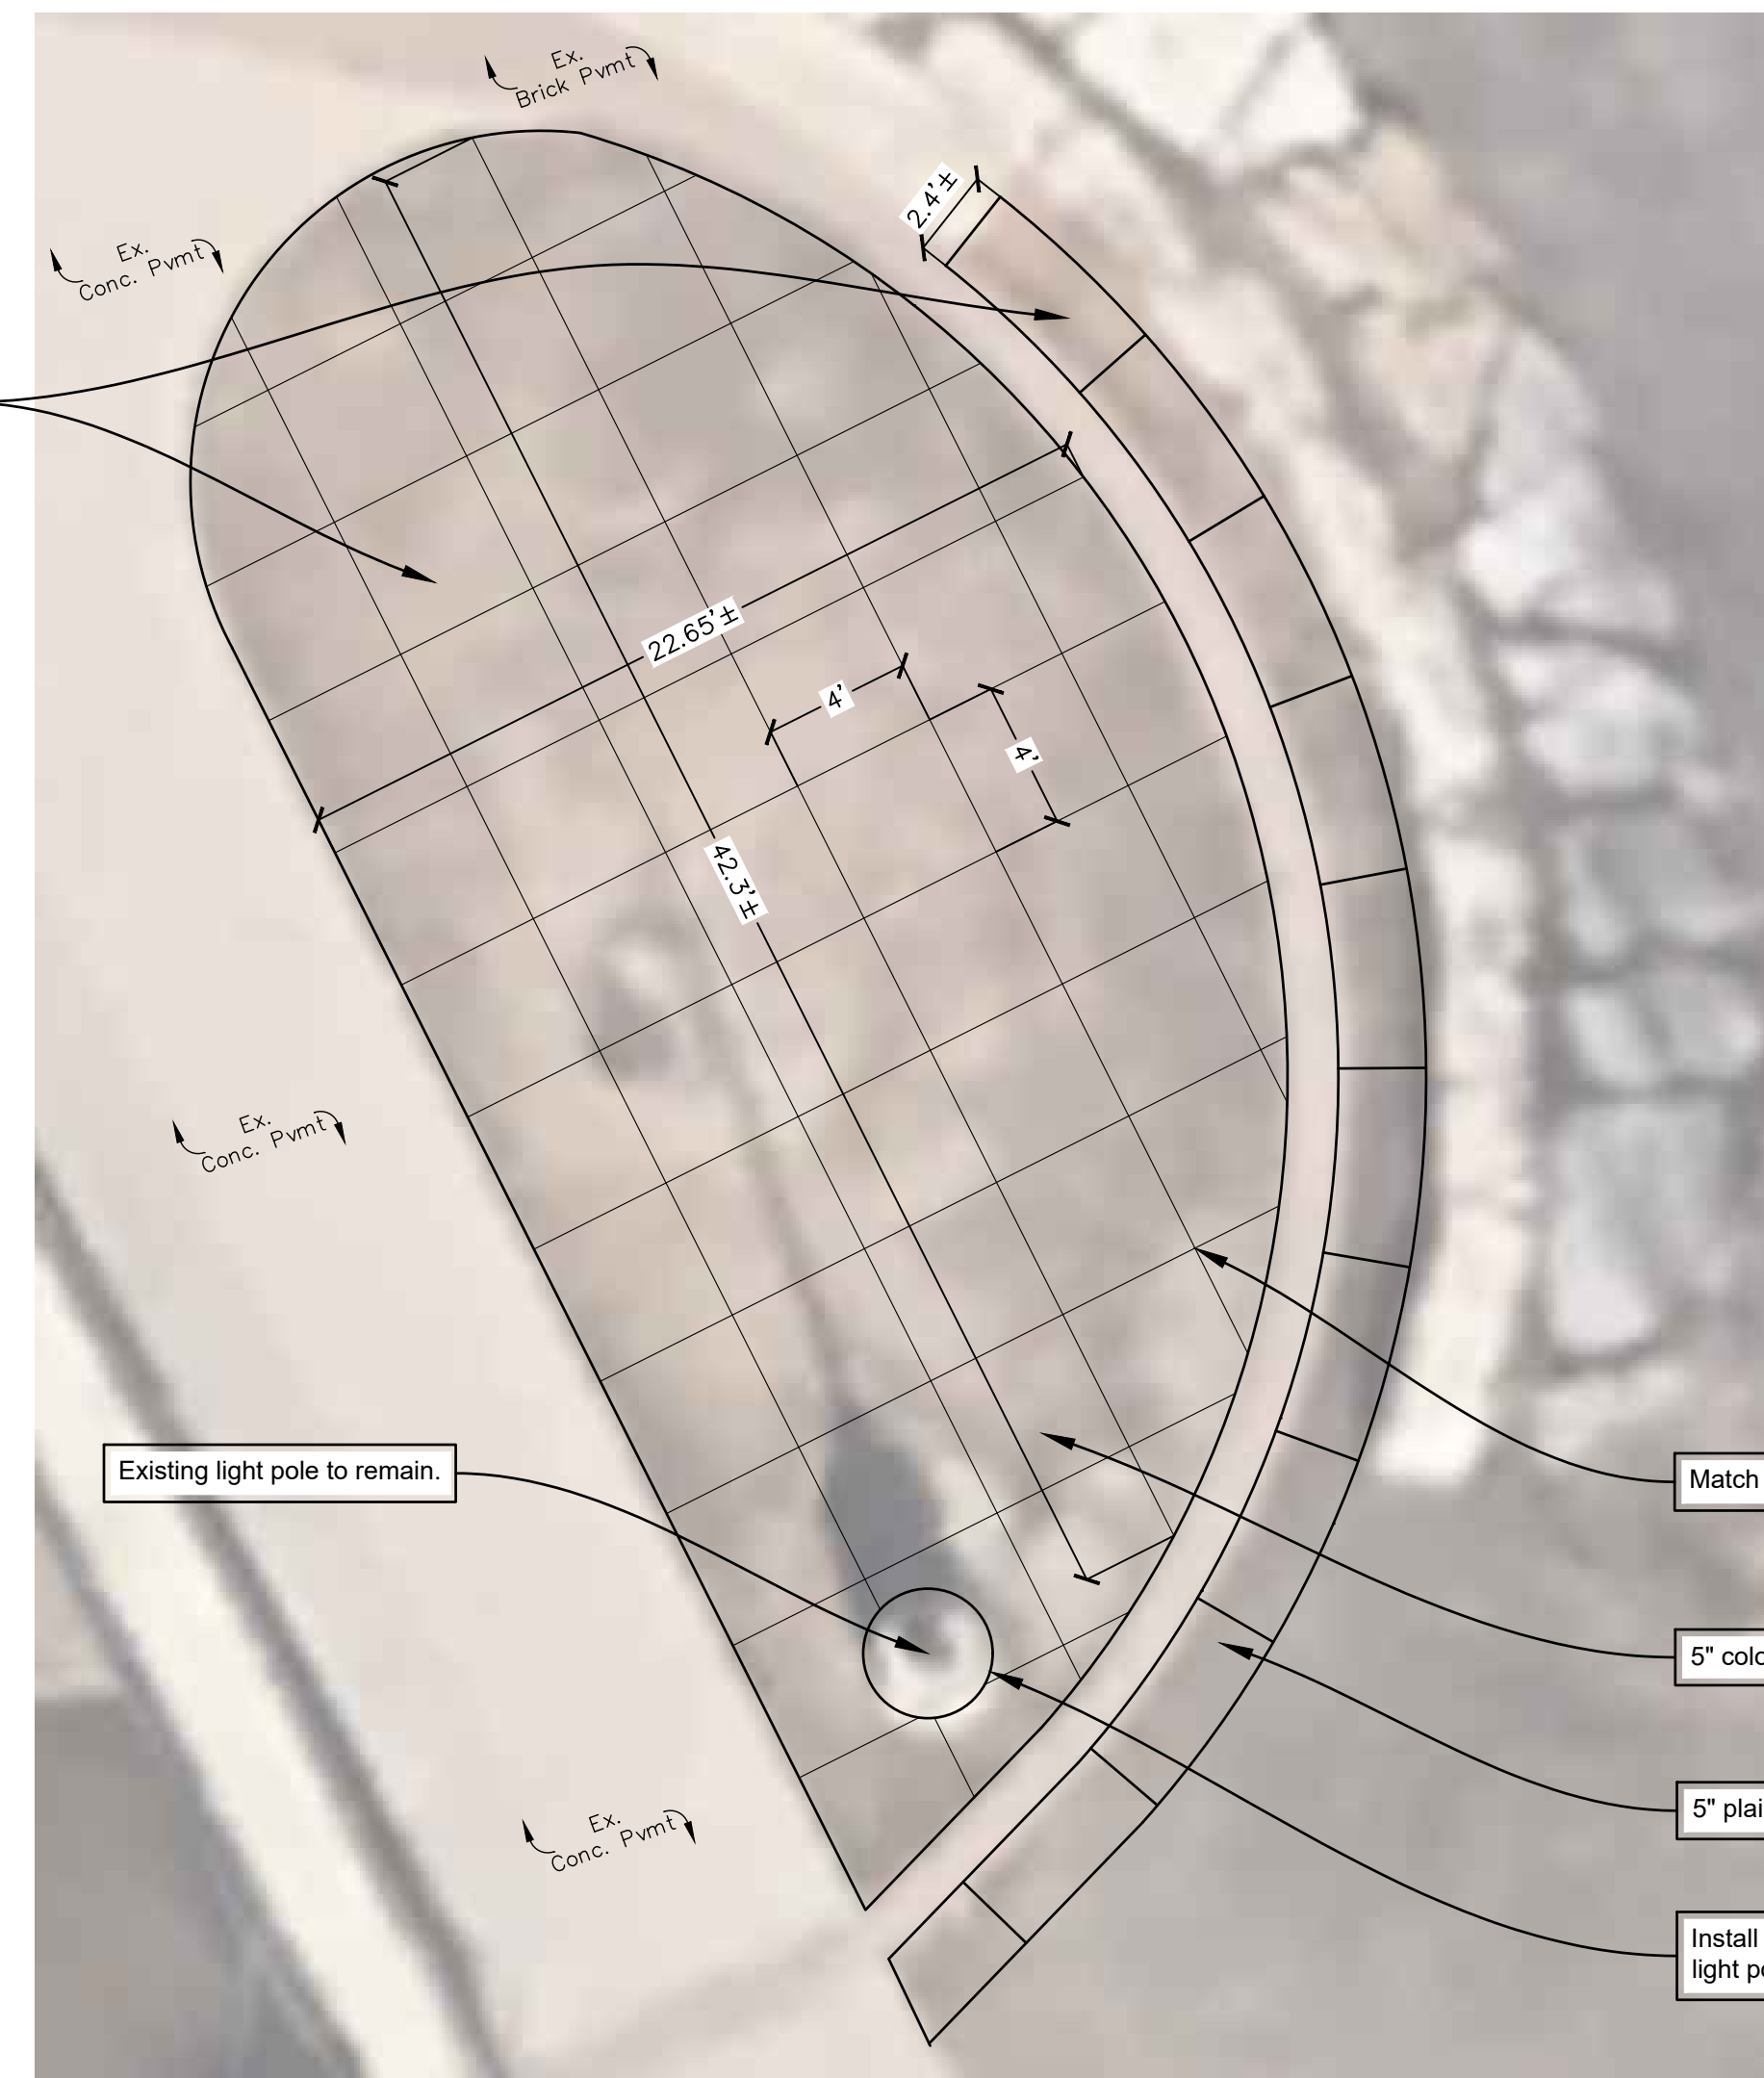 Ex.
Brick Pvmt
2.4'±
Ex.
Conc. Pvmt
22.65'±
4'
4'
42.3'±
Ex.
Conc. Pvmt
Existing light pole to remain.
Match
5" colo
5" plai
Ex.
Conc. Pvmt
Install
light po